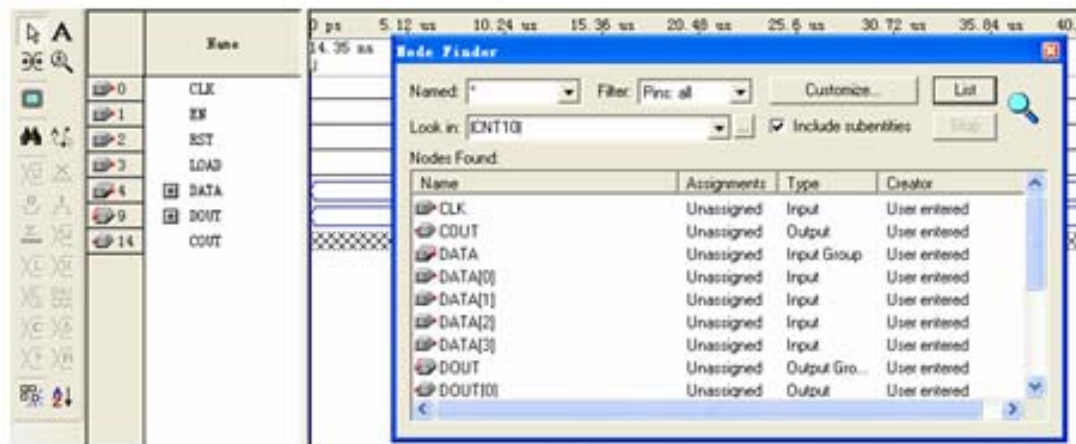 Name
0 ps 5.12 us 10.24 us 15.36 us 20.48 us 25.6 us 30.72 us 35.84 us 40.
14.35 ns
0 CLK
1 EN
2 RST
3 LOAD
4 DATA
9 DOUT
14 COUT
Node Finder
Named: * Filter: Pins: all Customize... List
Look in: |CNT10| ... Include subentities Stop
Nodes Found:
Name Assignments Type Creator
CLK Unassigned Input User entered
COUT Unassigned Output User entered
DATA Unassigned Input Group User entered
DATA[0] Unassigned Input User entered
DATA[1] Unassigned Input User entered
DATA[2] Unassigned Input User entered
DATA[3] Unassigned Input User entered
DOUT Unassigned Output Gro... User entered
DOUT[0] Unassigned Output User entered